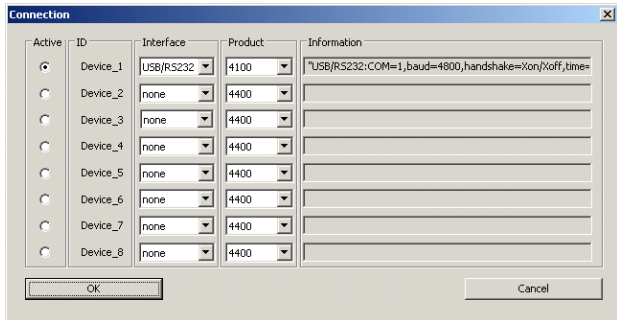 Connection
Active ID Interface Product Information
Device_1 USB/RS232 4100 "USB/RS232:COM=1,baud=4800,handshake=Xon/Xoff,time=
Device_2 none 4400
Device_3 none 4400
Device_4 none 4400
Device_5 none 4400
Device_6 none 4400
Device_7 none 4400
Device_8 none 4400
OK Cancel